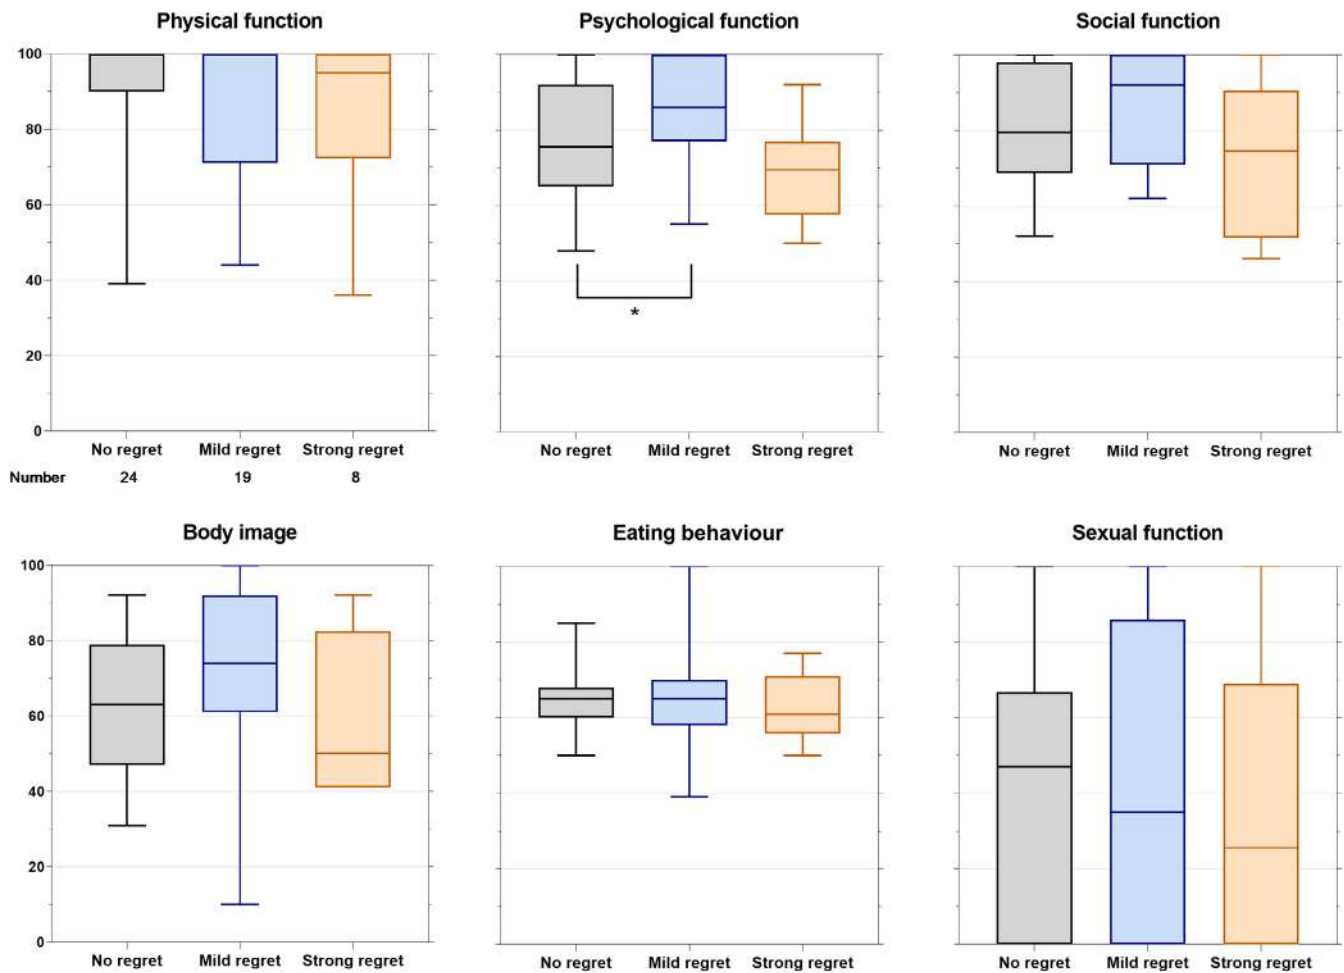 Physical function
Psychological function
Social function
100
80
60
40
20
0
*
No regret Mild regret Strong regret
No regret Mild regret Strong regret
No regret Mild regret Strong regret
Number 24 19 8
Body image
Eating behaviour
Sexual function
100
80
60
40
20
0
No regret Mild regret Strong regret
No regret Mild regret Strong regret
No regret Mild regret Strong regret